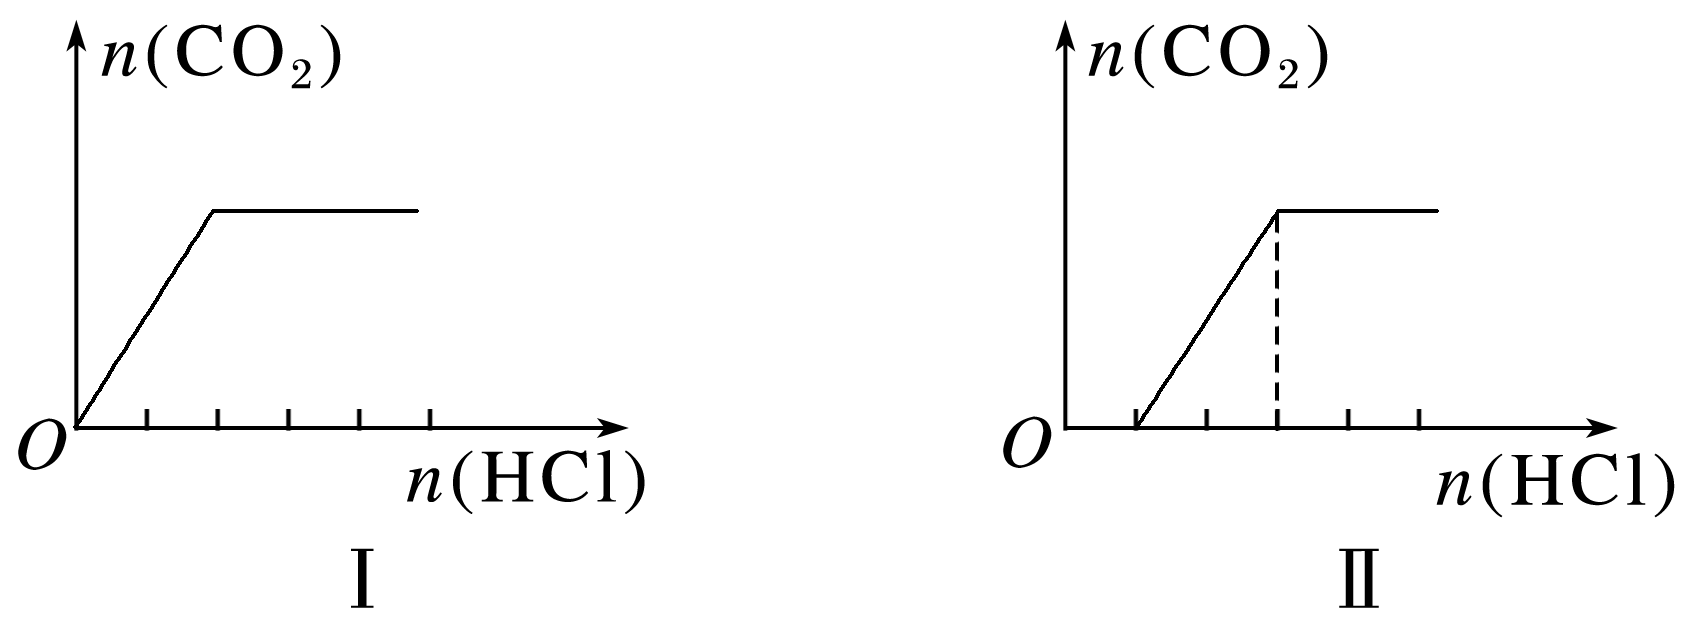 n(CO₂)
O
n(HCl)
Ⅰ
n(CO₂)
O
n(HCl)
Ⅱ